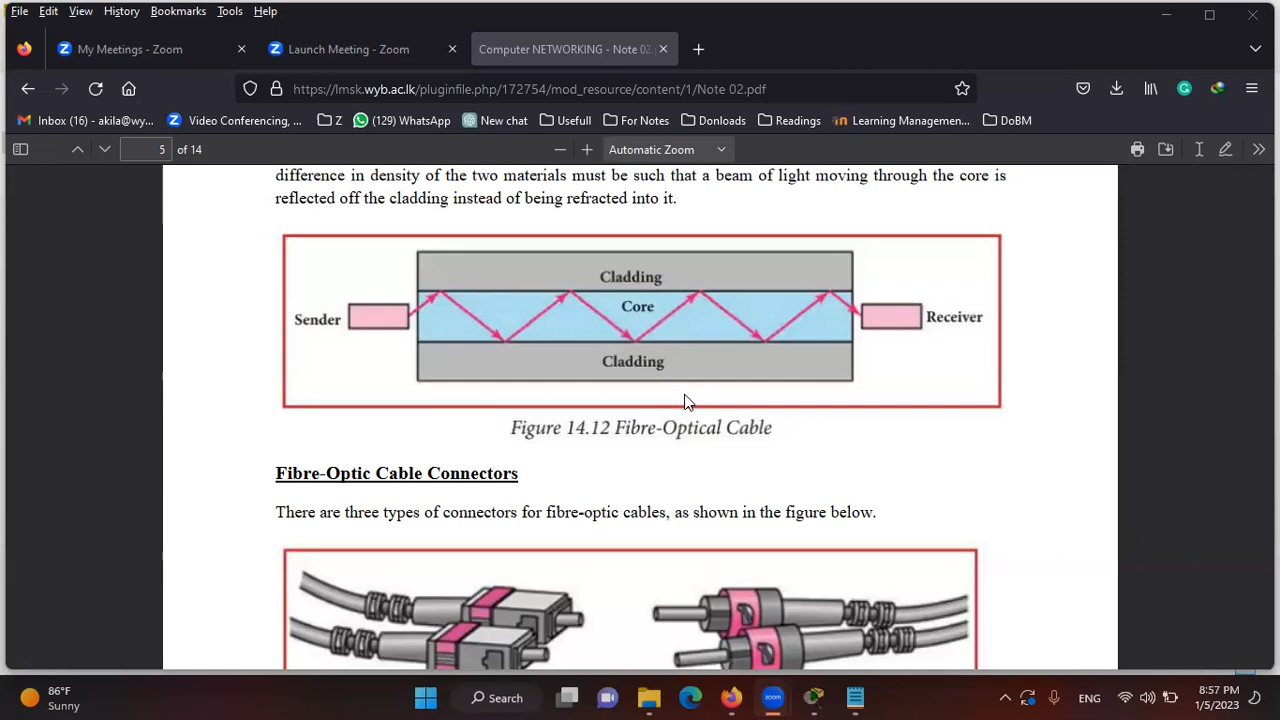 File Edit View History Bookmarks Tools Help
My Meetings - Zoom
Launch Meeting - Zoom
Computer NETWORKING - Note 02.
https://lmsk.wyb.ac.lk/pluginfile.php/172754/mod_resource/content/1/Note 02.pdf
Inbox (16) - akila@wy... Video Conferencing, ... Z (129) WhatsApp New chat Usefull For Notes Donloads Readings Learning Managemen... DoBM
5 of 14 Automatic Zoom
difference in density of the two materials must be such that a beam of light moving through the core is
reflected off the cladding instead of being refracted into it.
Cladding
Core
Sender
Receiver
Cladding
Figure 14.12 Fibre-Optical Cable
Fibre-Optic Cable Connectors
There are three types of connectors for fibre-optic cables, as shown in the figure below.
86°F
Sunny
Search
zoom
ENG
8:57 PM
1/5/2023